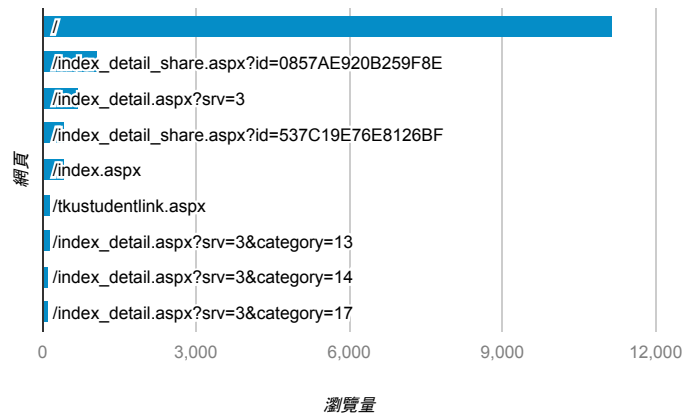 /
/index_detail_share.aspx?id=0857AE920B259F8E
/index_detail.aspx?srv=3
/index_detail_share.aspx?id=537C19E76E8126BF
/index.aspx
/tkustudentlink.aspx
/index_detail.aspx?srv=3&category=13
/index_detail.aspx?srv=3&category=14
/index_detail.aspx?srv=3&category=17
網頁
0 3,000 6,000 9,000 12,000
瀏覽量